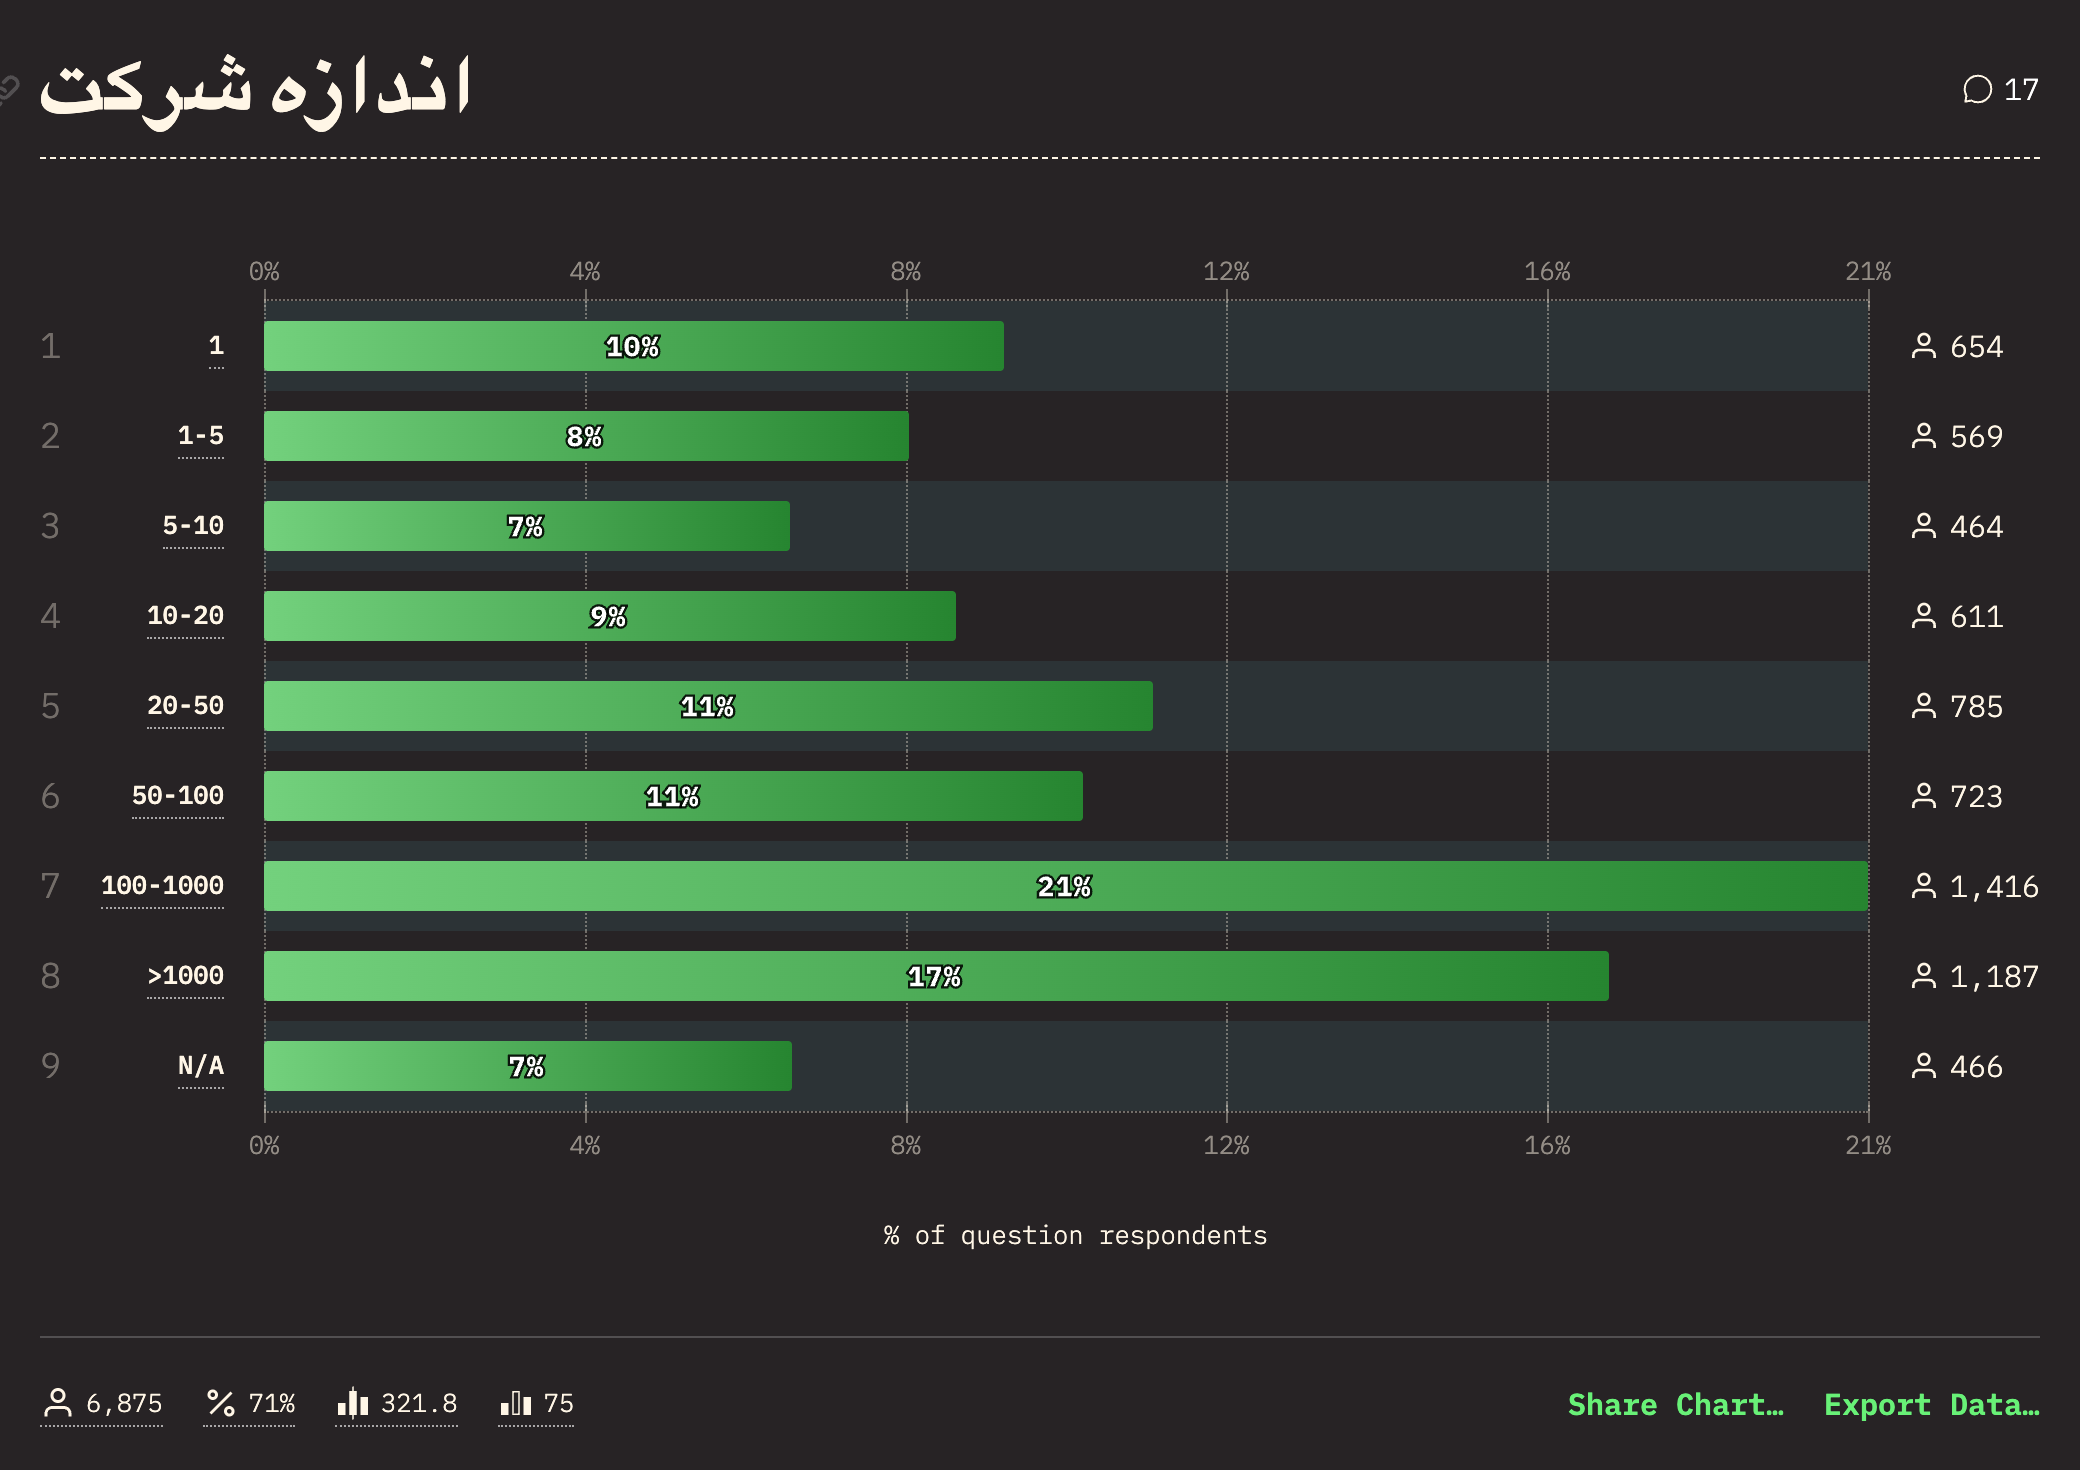 اندازه شرکت
17
0% 4% 8% 12% 16% 21%
1 1 10% 654
2 1-5 8% 569
3 5-10 7% 464
4 10-20 9% 611
5 20-50 11% 785
6 50-100 11% 723
7 100-1000 21% 1,416
8 >1000 17% 1,187
9 N/A 7% 466
0% 4% 8% 12% 16% 21%
% of question respondents
6,875 71% 321.8 75 Share Chart… Export Data…